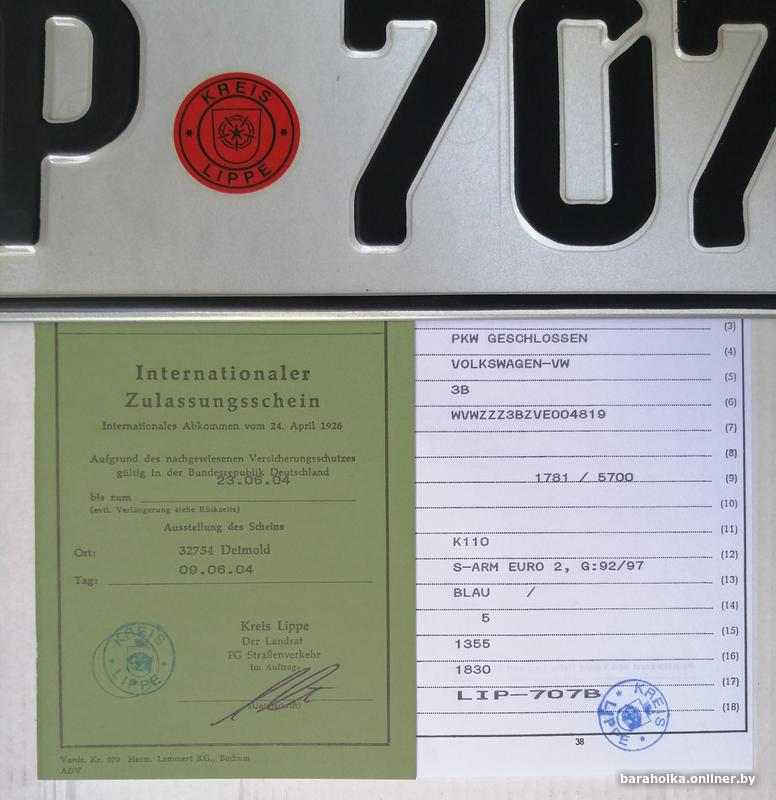 P 707
KREIS
LIPPE
Internationaler
Zulassungsschein
Internationales Abkommen vom 24. April 1926
Aufgrund des nachgewiesenen Versicherungsschutzes
gültig in der Bundesrepublik Deutschland
23.06.04
bis zum
(evtl. Verlängerung siehe Rückseite)
Ausstellung des Scheins
Ort: 32754 Detmold
09.06.04
Tag:
Kreis Lippe
Der Landrat
FG Straßenverkehr
Im Auftrag
(Unterschrift)
KREIS
LIPPE
Vordr. Kr. 670 Herm. Lammert KG., Bochum
ADV
(3)
PKW GESCHLOSSEN
(4)
VOLKSWAGEN-VW
(5)
3B
(6)
WVWZZZ3BZVE004819
(7)
(8)
1781 / 5700 (9)
(10)
(11)
K110
(12)
S-ARM EURO 2, G:92/97
(13)
BLAU /
(14)
5
(15)
1355
(16)
1830
(17)
LIP-707B
(18)
KREIS
LIPPE
38
baraholka.onliner.by